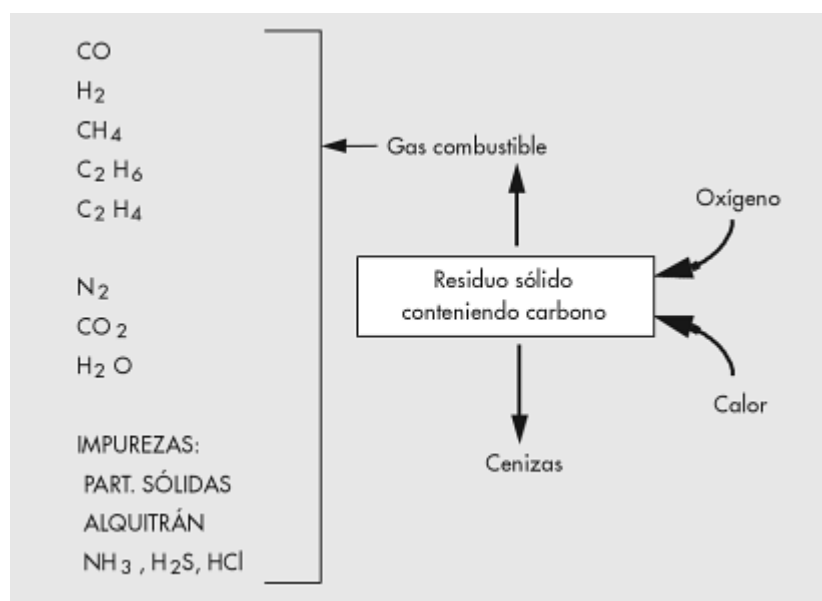 CO
H2
CH4
C2 H6
C2 H4
N2
CO2
H2 O
IMPUREZAS:
PART. SÓLIDAS
ALQUITRÁN
NH3 , H2S, HCl
Gas combustible
Oxígeno
Residuo sólido
conteniendo carbono
Calor
Cenizas